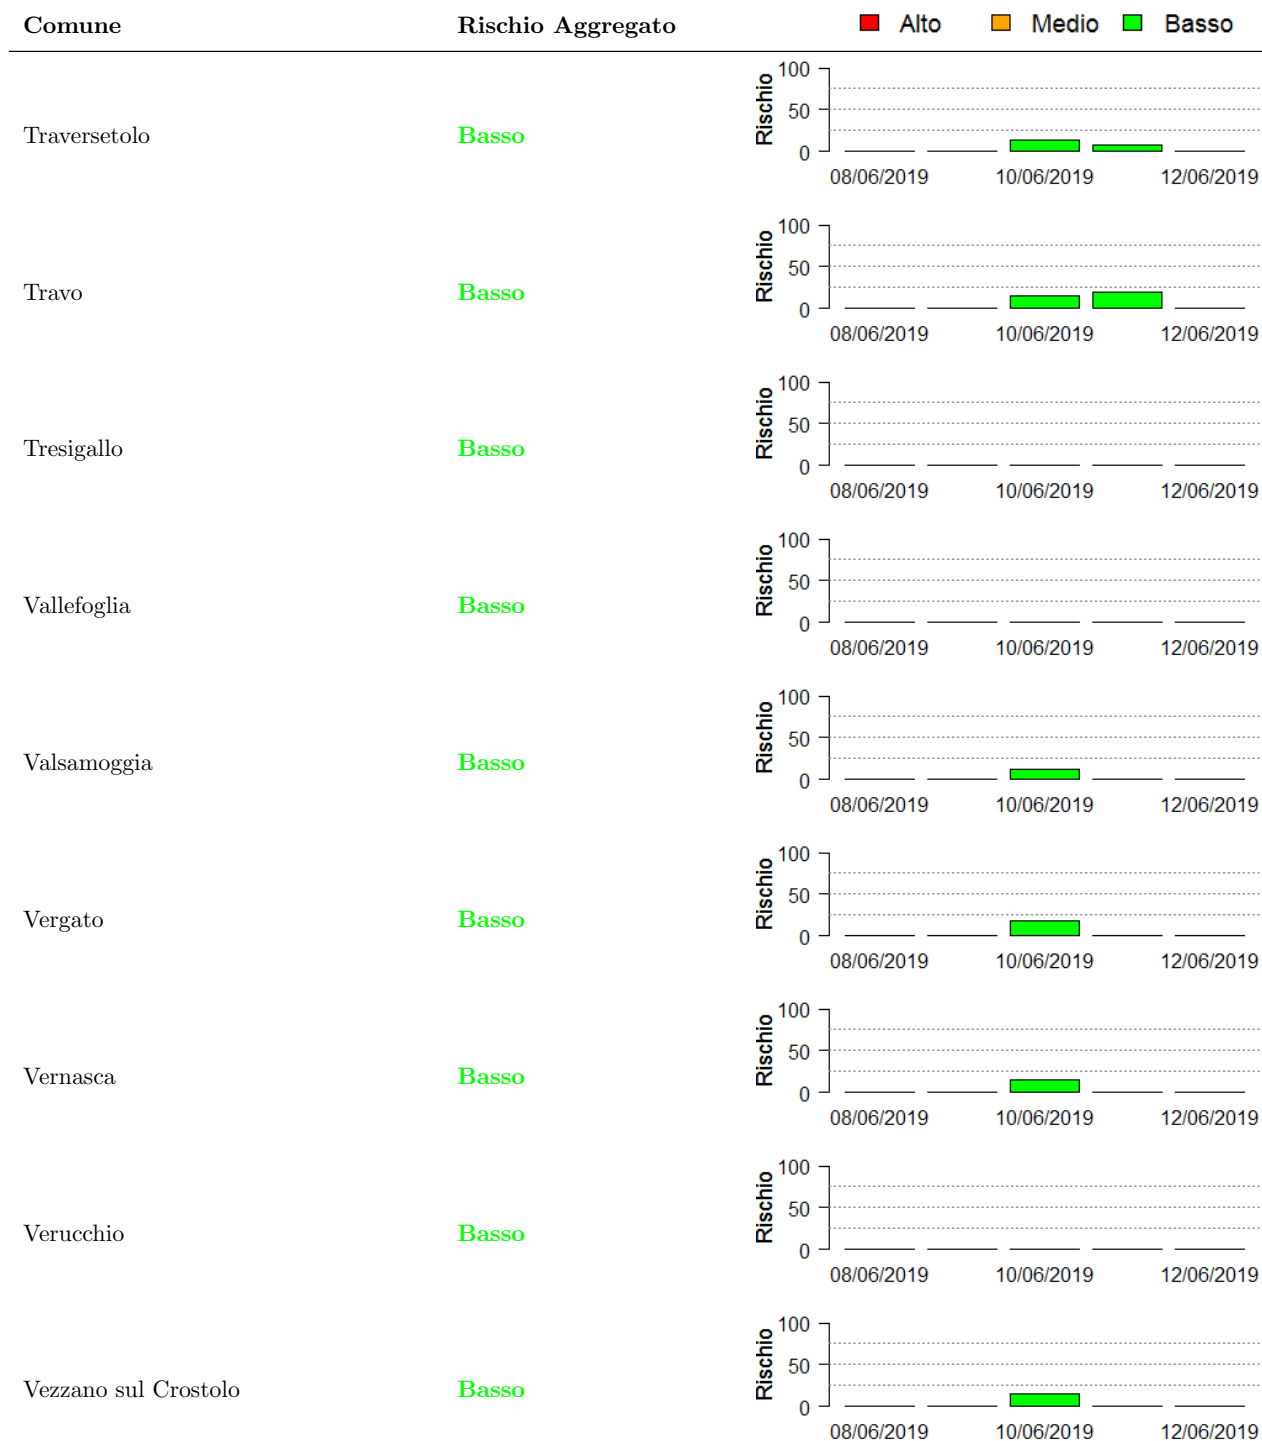 Comune Rischio Aggregato Alto Medio Basso
100
50
0
Rischio
Traversetolo Basso
08/06/2019 10/06/2019 12/06/2019
100
50
0
Rischio
Travo Basso
08/06/2019 10/06/2019 12/06/2019
100
50
0
Rischio
Tresigallo Basso
08/06/2019 10/06/2019 12/06/2019
100
50
0
Rischio
Vallefoglia Basso
08/06/2019 10/06/2019 12/06/2019
100
50
0
Rischio
Valsamoggia Basso
08/06/2019 10/06/2019 12/06/2019
100
50
0
Rischio
Vergato Basso
08/06/2019 10/06/2019 12/06/2019
100
50
0
Rischio
Vernasca Basso
08/06/2019 10/06/2019 12/06/2019
100
50
0
Rischio
Verucchio Basso
08/06/2019 10/06/2019 12/06/2019
100
50
0
Rischio
Vezzano sul Crostolo Basso
08/06/2019 10/06/2019 12/06/2019